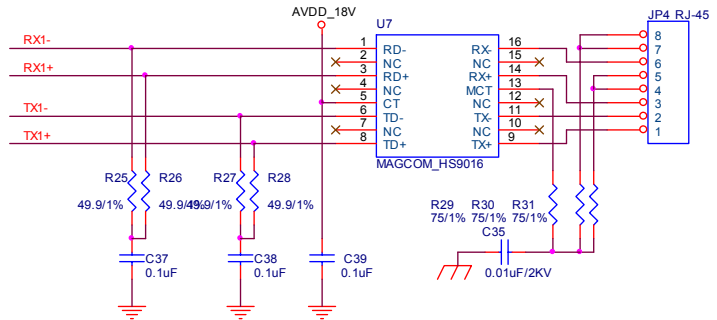 AVDD_18V
U7
JP4 RJ-45
RX1-
1 RD- RX- 16
2 NC NC 15
RX1+
3 RD+ RX+ 14
4 NC MCT 13
5 CT NC 12
TX1-
6 TD- TX- 11
7 NC NC 10
TX1+
8 TD+ TX+ 9
8
7
6
5
4
3
2
1
MAGCOM_HS9016
R25 R26 R27 R28
49.9/1% 49.9/1% 49.9/1% 49.9/1%
R29 R30 R31
75/1% 75/1% 75/1%
C35
0.01uF/2KV
C37 C38 C39
0.1uF 0.1uF 0.1uF